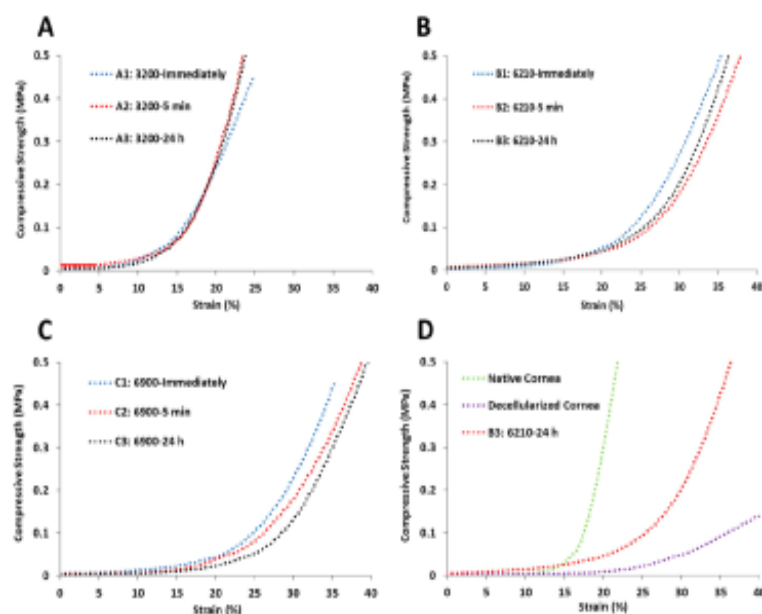 A
Compressive Strength (MPa)
0.5
0.4
0.3
0.2
0.1
0
A1: 3200-Immediately
A2: 3200-5 min
A3: 3200-24 h
0 5 10 15 20 25 30 35 40
Strain (%)
B
Compressive Strength (MPa)
0.5
0.4
0.3
0.2
0.1
0
B1: 6210-Immediately
B2: 6210-5 min
B3: 6210-24 h
0 5 10 15 20 25 30 35 40
Strain (%)
C
Compressive Strength (MPa)
0.5
0.4
0.3
0.2
0.1
0
C1: 6900-Immediately
C2: 6900-5 min
C3: 6900-24 h
0 5 10 15 20 25 30 35 40
Strain (%)
D
Compressive Strength (MPa)
0.5
0.4
0.3
0.2
0.1
0
Native Cornea
Decellularized Cornea
B3: 6210-24 h
0 5 10 15 20 25 30 35 40
Strain (%)